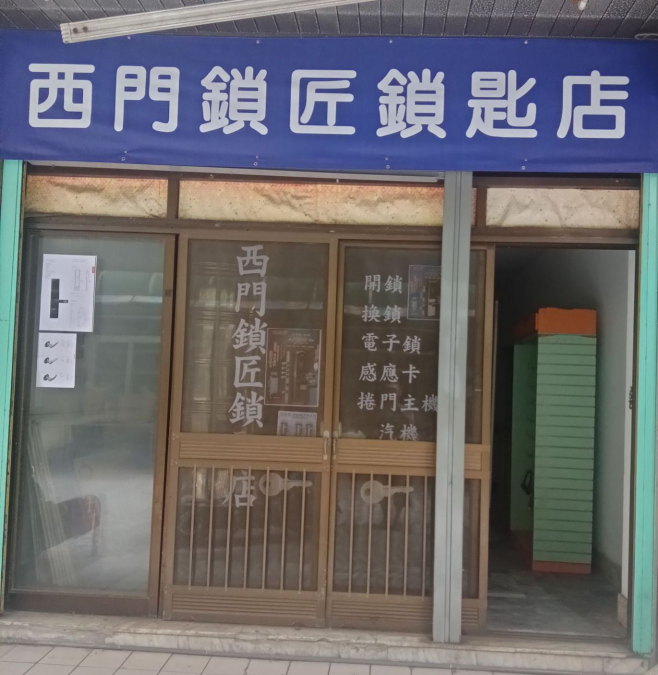 西門鎖匠鎖匙店
西門鎖匠鎖 店
開鎖
換鎖
電子鎖
感應卡
捲門主機
汽機